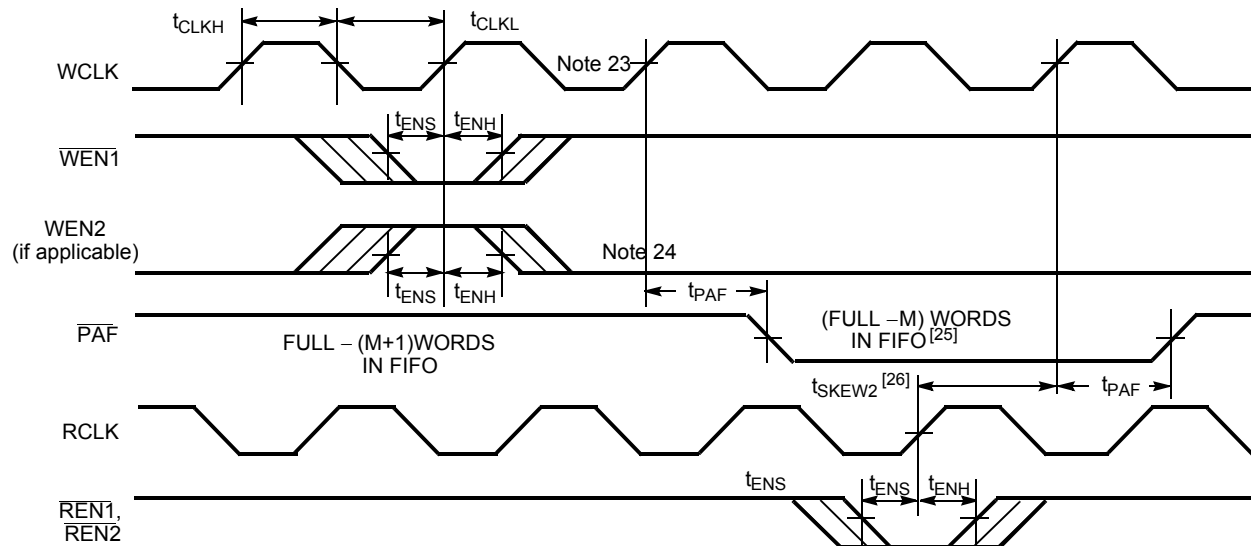 tCLKH
tCLKL
WCLK
Note 23
tENS
tENH
WEN1
WEN2
(if applicable)
Note 24
tENS
tENH
tPAF
PAF
FULL – (M+1)WORDS
IN FIFO
(FULL –M) WORDS
IN FIFO[25]
tSKEW2 [26]
tPAF
RCLK
tENS
tENS
tENH
REN1,
REN2